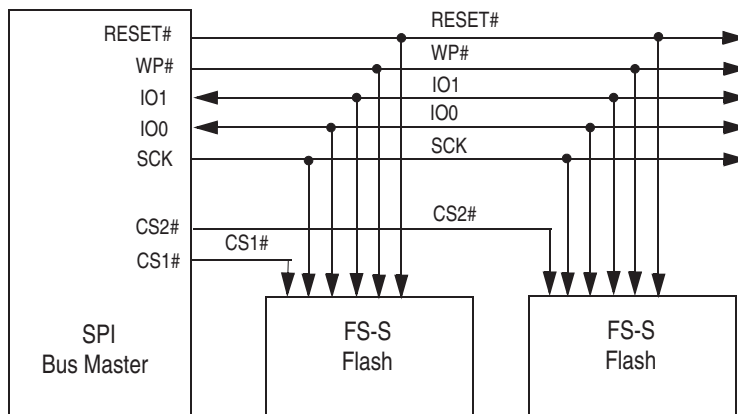 RESET#
RESET#
WP#
WP#
IO1
IO1
IO0
IO0
SCK
SCK
CS2#
CS2#
CS1#
CS1#
SPI
Bus Master
FS-S
Flash
FS-S
Flash